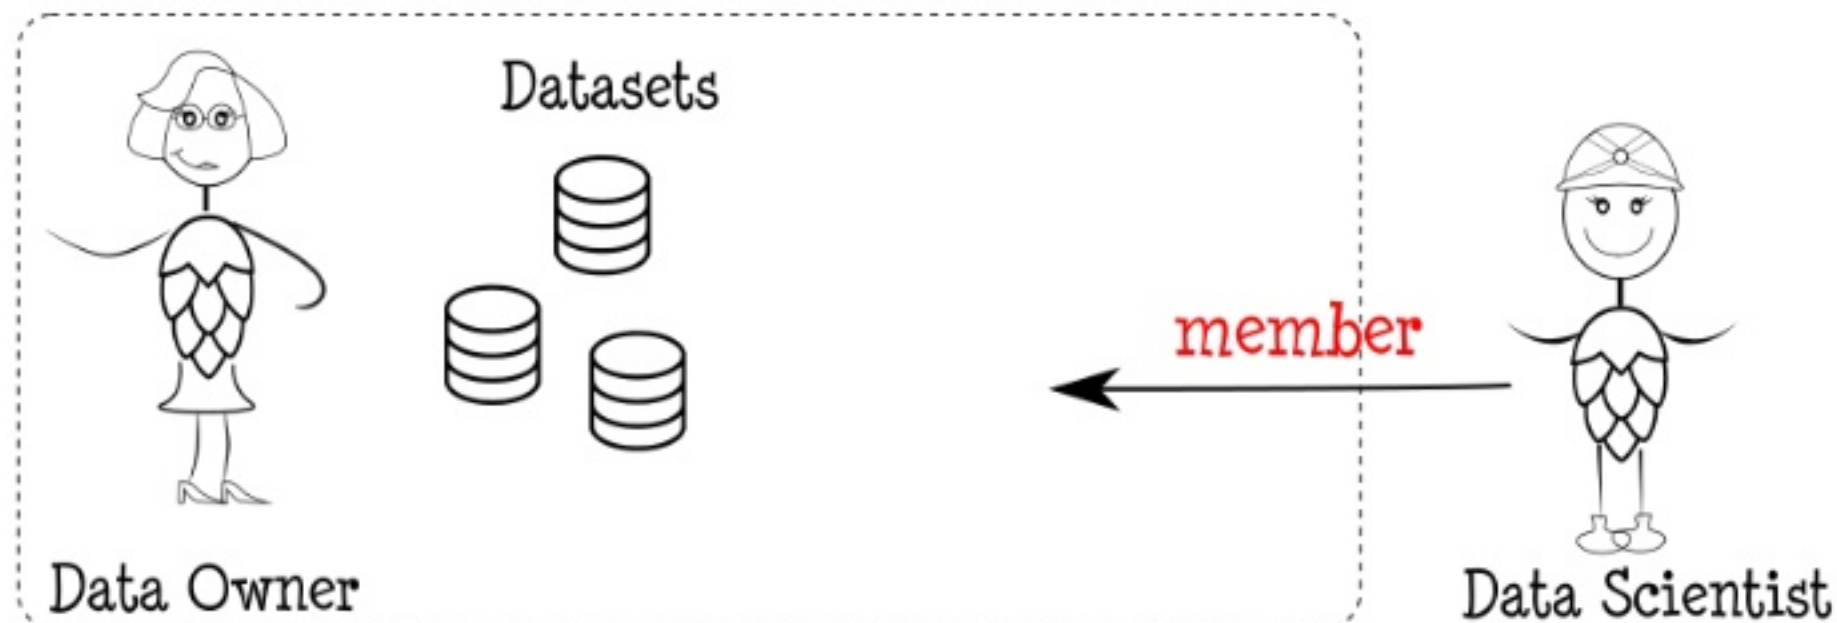 Datasets
member
Data Owner
Data Scientist